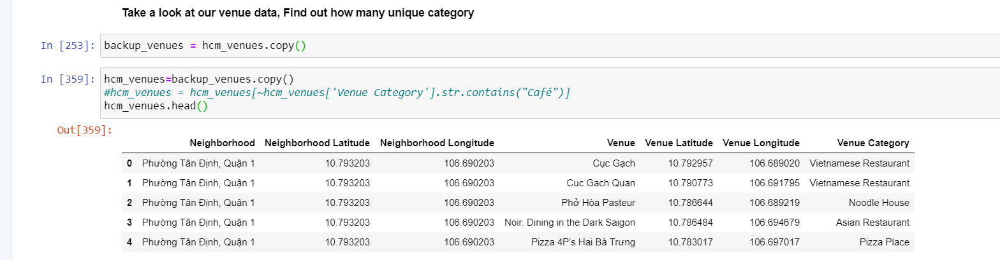 Take a look at our venue data, Find out how many unique category
In [253]: backup_venues = hcm_venues.copy()
In [359]: hcm_venues=backup_venues.copy()
#hcm_venues = hcm_venues[~hcm_venues['Venue Category'].str.contains("Café")]
hcm_venues.head()
Out[359]:
Neighborhood Neighborhood Latitude Neighborhood Longitude Venue Venue Latitude Venue Longitude Venue Category
0 Phường Tân Định, Quận 1 10.793203 106.690203 Cục Gạch 10.792957 106.689020 Vietnamese Restaurant
1 Phường Tân Định, Quận 1 10.793203 106.690203 Cuc Gach Quan 10.790773 106.691795 Vietnamese Restaurant
2 Phường Tân Định, Quận 1 10.793203 106.690203 Phở Hòa Pasteur 10.786644 106.689219 Noodle House
3 Phường Tân Định, Quận 1 10.793203 106.690203 Noir. Dining in the Dark Saigon 10.786484 106.694679 Asian Restaurant
4 Phường Tân Định, Quận 1 10.793203 106.690203 Pizza 4P’s Hai Bà Trưng 10.783017 106.697017 Pizza Place